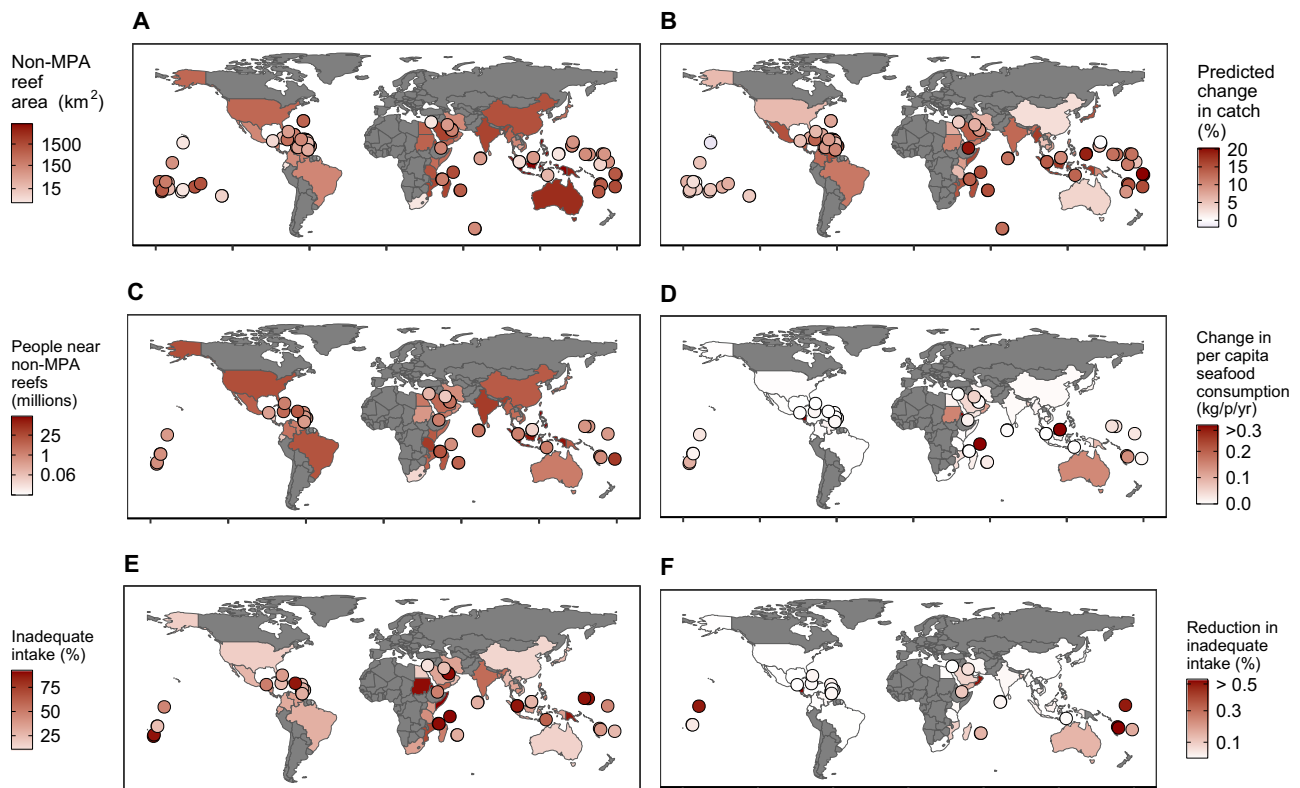 A
Non-MPA
reef
area (km²)
1500
150
15
B
Predicted
change
in catch
(%)
20
15
10
5
0
C
People near
non-MPA
reefs
(millions)
25
1
0.06
D
Change in
per capita
seafood
consumption
(kg/p/yr)
>0.3
0.2
0.1
0.0
E
Inadequate
intake (%)
75
50
25
F
Reduction in
inadequate
intake (%)
> 0.5
0.3
0.1